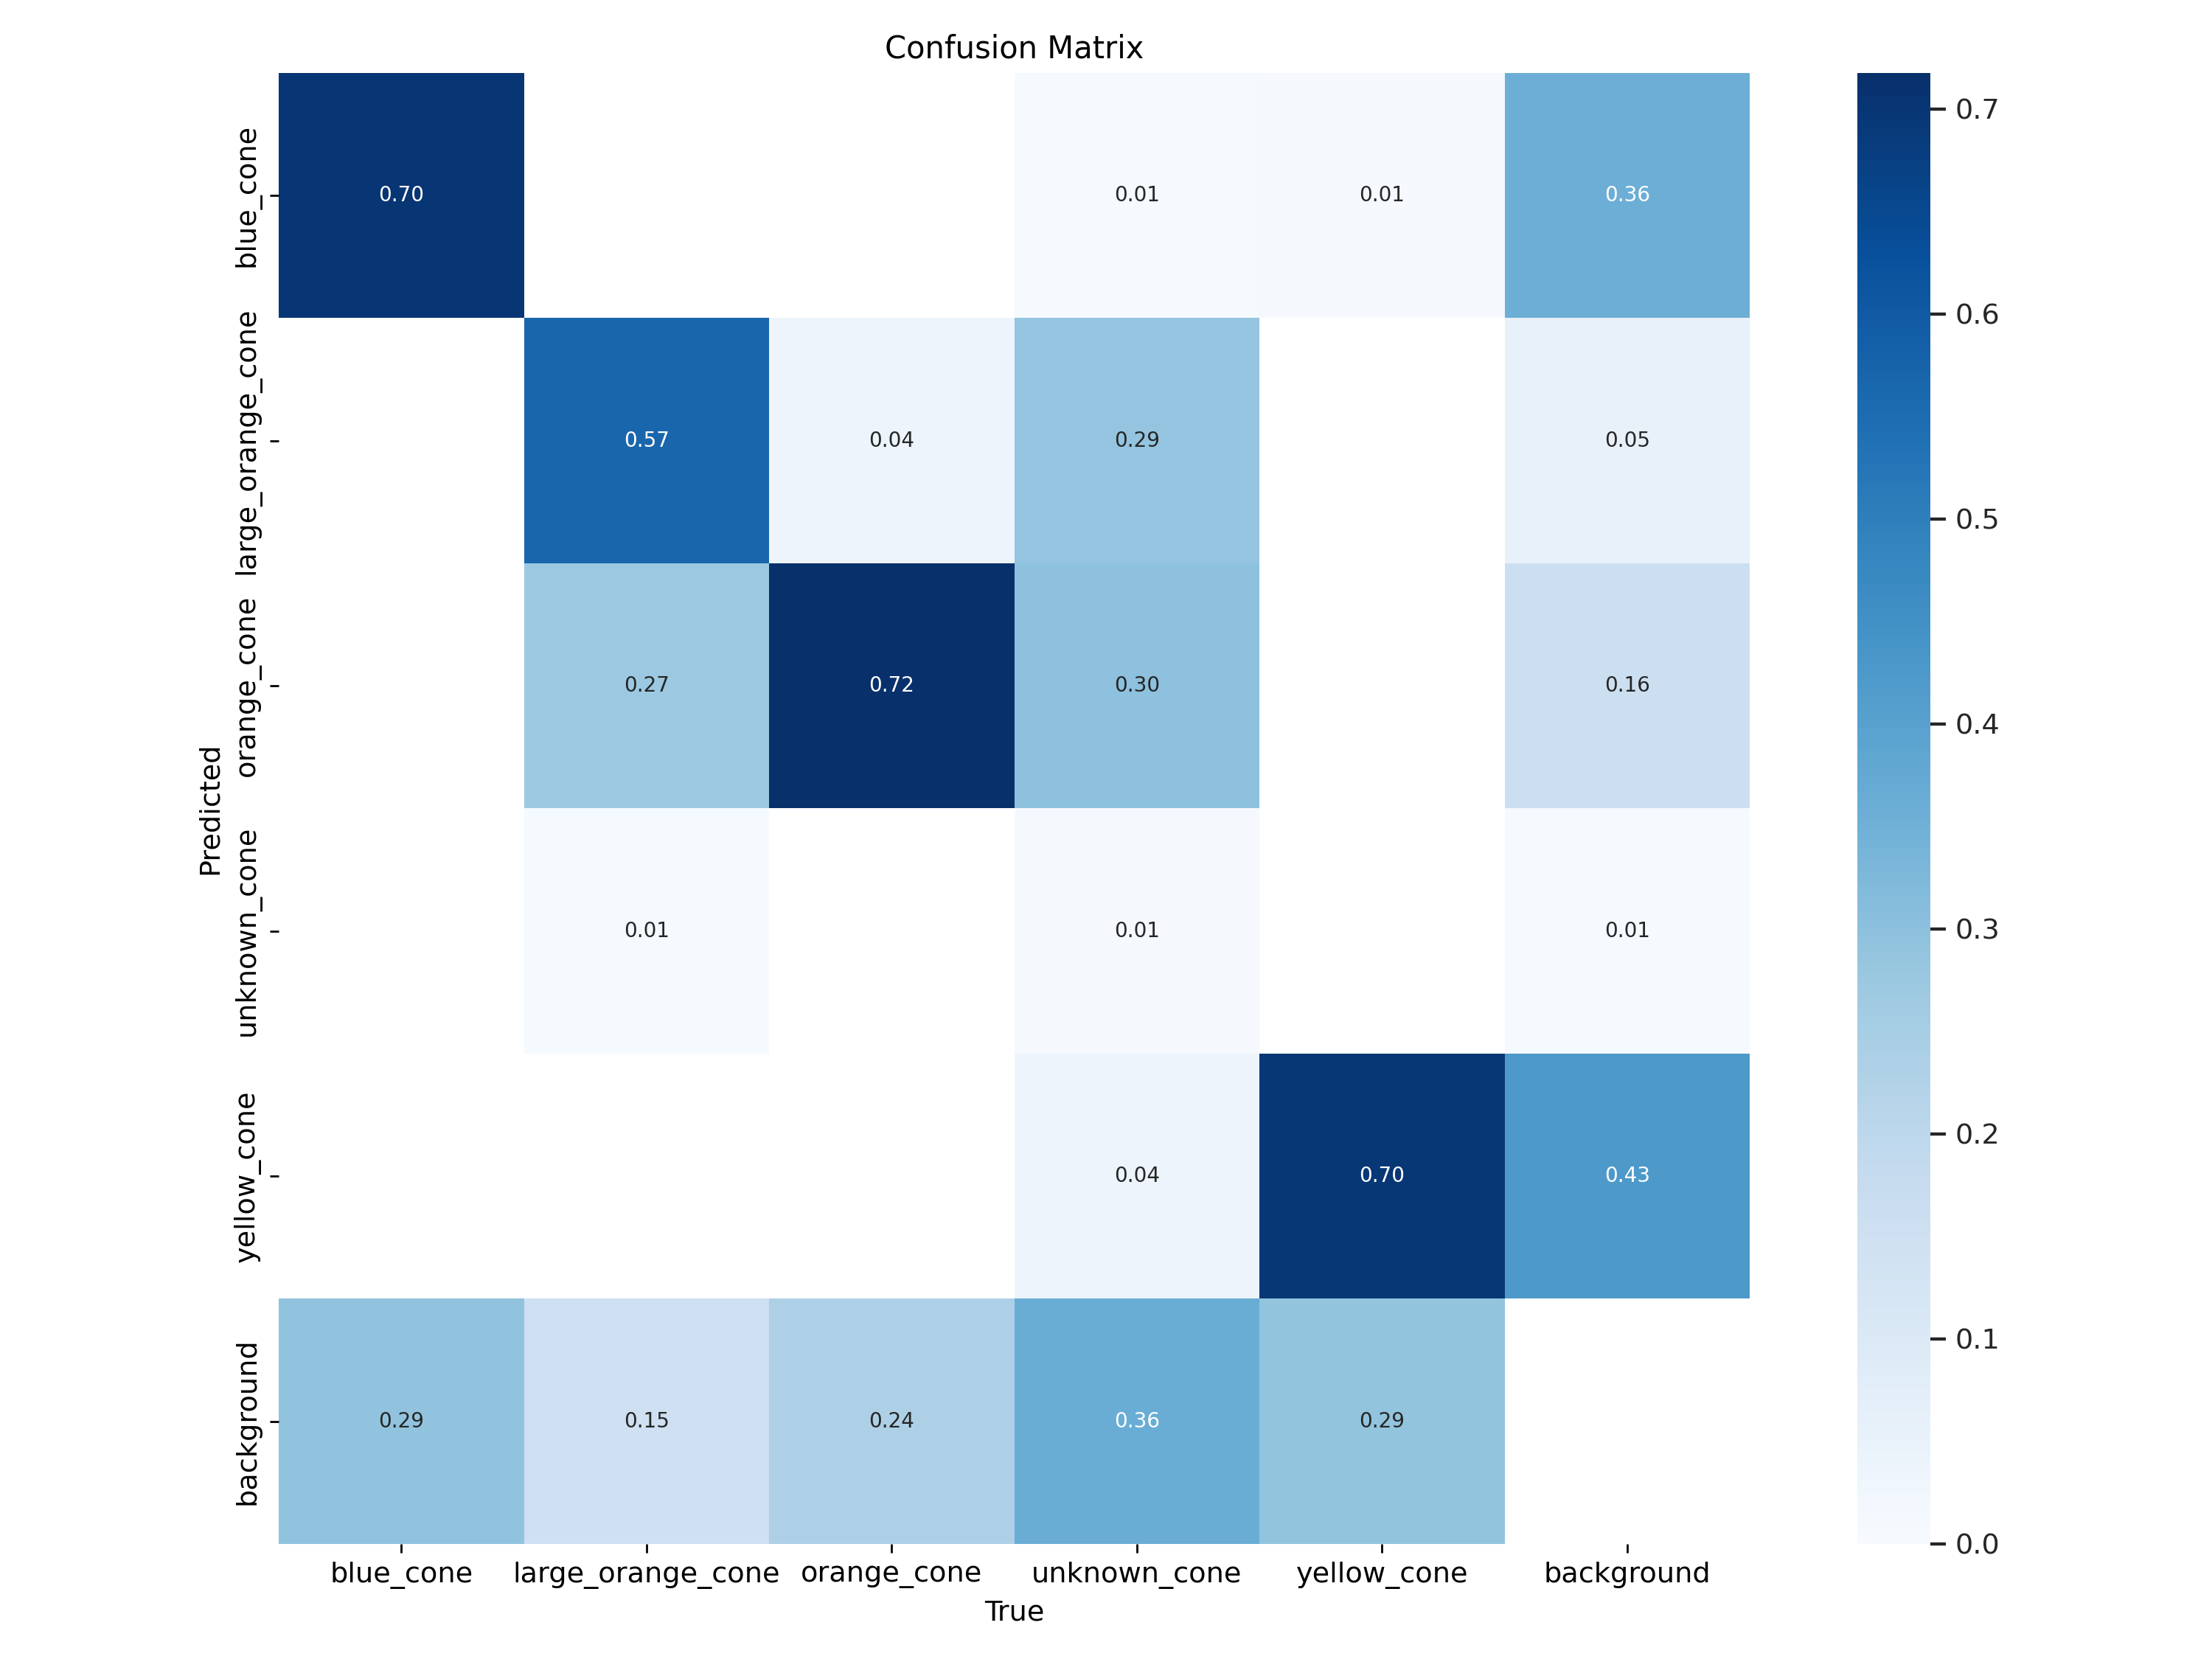 Confusion Matrix
Predicted
blue_cone
0.70
0.01
0.01
0.36
large_orange_cone
0.57
0.04
0.29
0.05
orange_cone
0.27
0.72
0.30
0.16
unknown_cone
0.01
0.01
0.01
yellow_cone
0.04
0.70
0.43
background
0.29
0.15
0.24
0.36
0.29
blue_cone
large_orange_cone
orange_cone
unknown_cone
yellow_cone
background
True
0.7
0.6
0.5
0.4
0.3
0.2
0.1
0.0